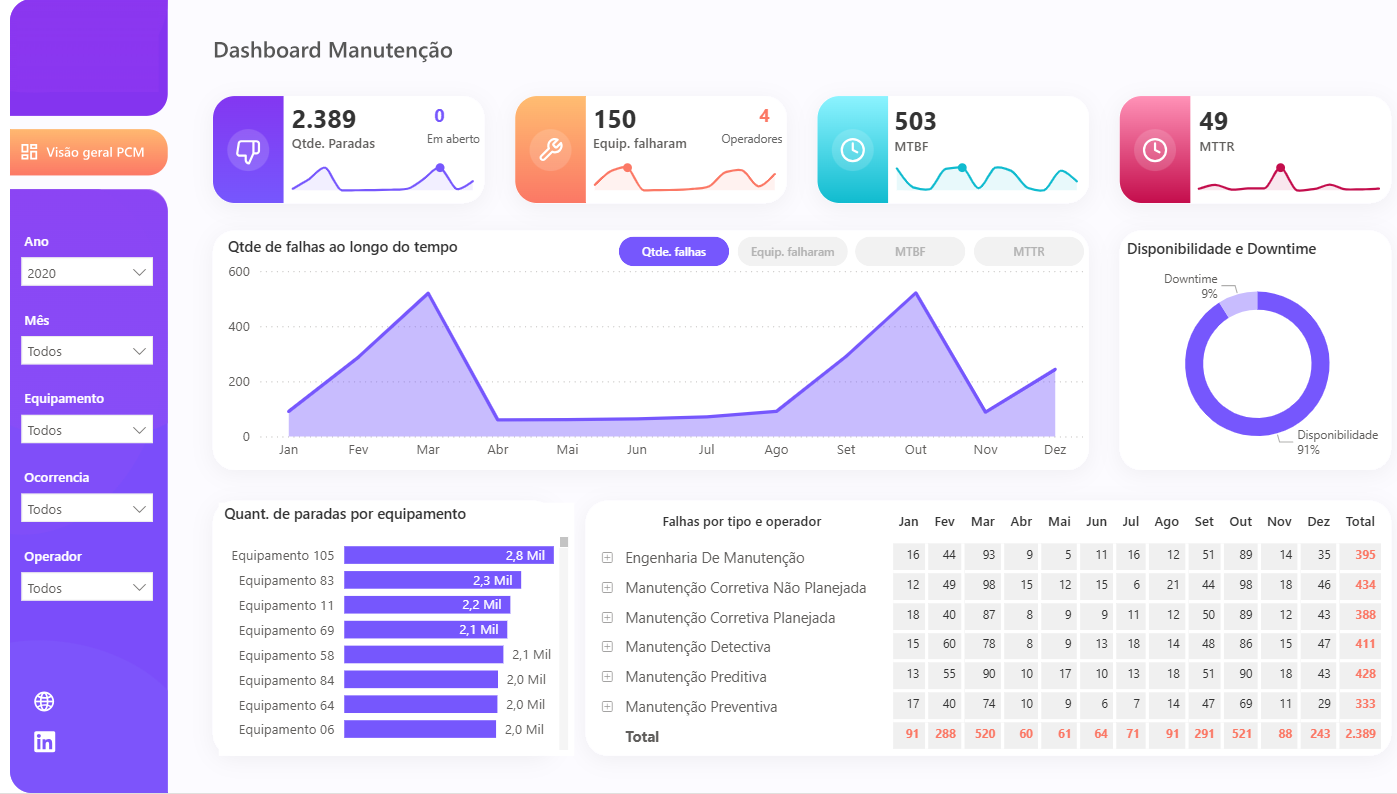 Dashboard Manutenção
Visão geral PCM
Ano
2020
Mês
Todos
Equipamento
Todos
Ocorrencia
Todos
Operador
Todos
2.389
Qtde. Paradas
0
Em aberto
150
Equip. falharam
4
Operadores
503
MTBF
49
MTTR
Qtde de falhas ao longo do tempo
Qtde. falhas Equip. falharam MTBF MTTR
600
400
200
0
Jan Fev Mar Abr Mai Jun Jul Ago Set Out Nov Dez
Disponibilidade e Downtime
Downtime
9%
Disponibilidade
91%
Quant. de paradas por equipamento
Equipamento 105 2,8 Mil
Equipamento 83 2,3 Mil
Equipamento 11 2,2 Mil
Equipamento 69 2,1 Mil
Equipamento 58 2,1 Mil
Equipamento 84 2,0 Mil
Equipamento 64 2,0 Mil
Equipamento 06 2,0 Mil
Falhas por tipo e operador Jan Fev Mar Abr Mai Jun Jul Ago Set Out Nov Dez Total
Engenharia De Manutenção 16 44 93 9 5 11 16 12 51 89 14 35 395
Manutenção Corretiva Não Planejada 12 49 98 15 12 15 6 21 44 98 18 46 434
Manutenção Corretiva Planejada 18 40 87 8 9 9 11 12 50 89 12 43 388
Manutenção Detectiva 15 60 78 8 9 13 18 14 48 86 15 47 411
Manutenção Preditiva 13 55 90 10 17 10 13 18 51 90 18 43 428
Manutenção Preventiva 17 40 74 10 9 6 7 14 47 69 11 29 333
Total 91 288 520 60 61 64 71 91 291 521 88 243 2.389
in